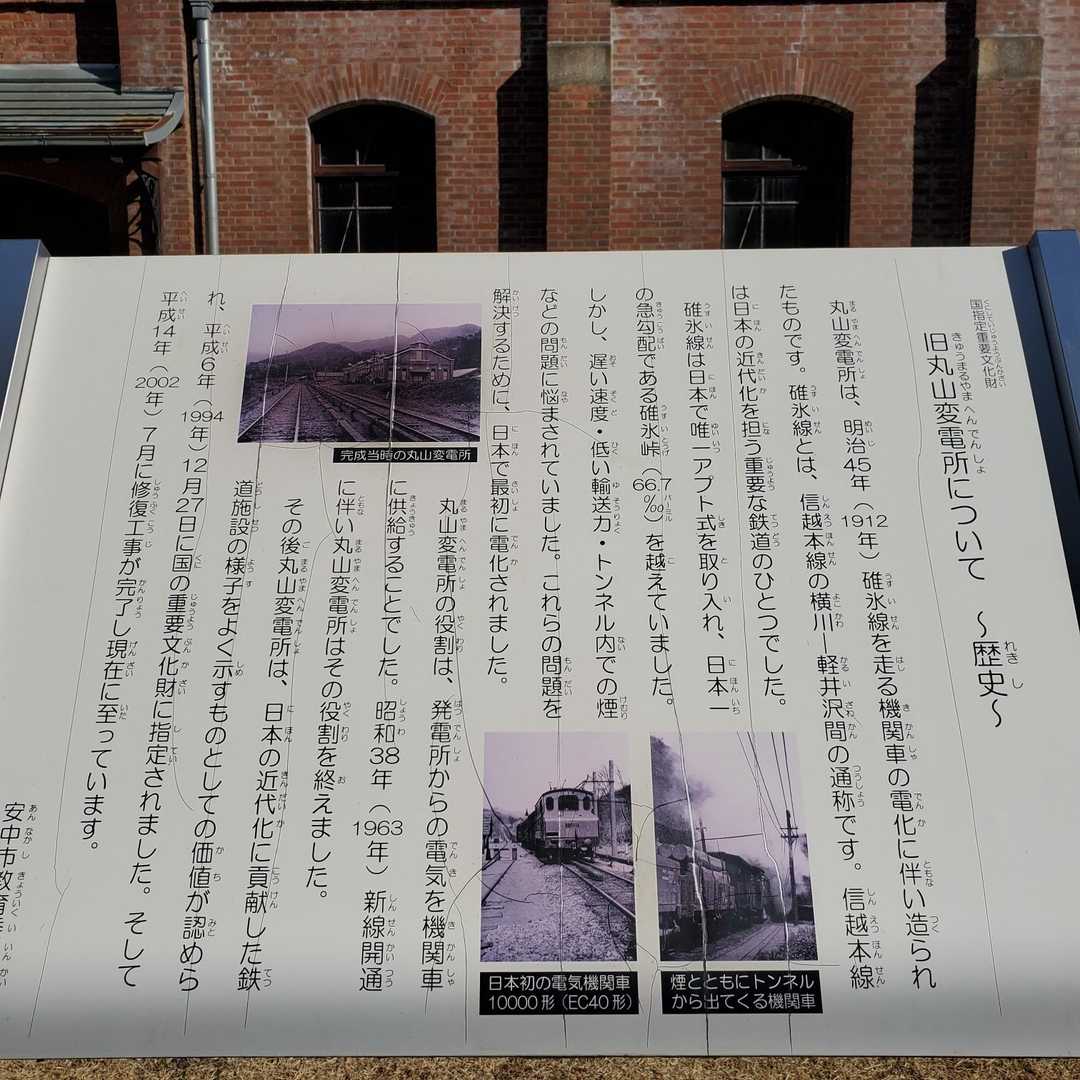 国指定重要文化財
旧丸山変電所について　～歴史～
丸山変電所は、明治45年（1912年）碓氷線を走る機関車の電化に伴い造られ
たものです。碓氷線とは、信越本線の横川―軽井沢間の通称です。信越本線
は日本の近代化を担う重要な鉄道のひとつでした。
碓氷線は日本で唯一アプト式を取り入れ、日本一
の急勾配である碓氷峠（66.7‰）を越えていました。
しかし、遅い速度・低い輸送力・トンネル内での煙
などの問題に悩まされていました。これらの問題を
解決するために、日本で最初に電化されました。
丸山変電所の役割は、発電所からの電気を機関車
に供給することでした。昭和38年（1963年）新線開通
に伴い丸山変電所はその役割を終えました。
その後丸山変電所は、日本の近代化に貢献した鉄
道施設の様子をよく示すものとしての価値が認めら
れ、平成6年（1994年）12月27日に国の重要文化財に指定されました。そして
平成14年（2002年）7月に修復工事が完了し現在に至っています。
安中市教育
完成当時の丸山変電所
煙とともにトンネル
から出てくる機関車
日本初の電気機関車
10000形（EC40形）